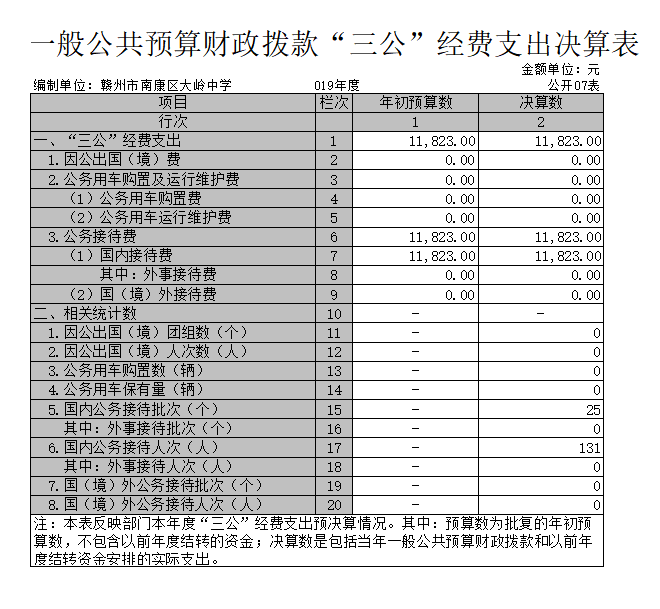 一般公共预算财政拨款“三公”经费支出决算表
金额单位：元
编制单位：赣州市南康区大岭中学 019年度 公开07表
项目 栏次 年初预算数 决算数
行次 1 2
一、“三公”经费支出 1 11,823.00 11,823.00
1.因公出国（境）费 2 0.00 0.00
2.公务用车购置及运行维护费 3 0.00 0.00
（1）公务用车购置费 4 0.00 0.00
（2）公务用车运行维护费 5 0.00 0.00
3.公务接待费 6 11,823.00 11,823.00
（1）国内接待费 7 11,823.00 11,823.00
其中：外事接待费 8 0.00 0.00
（2）国（境）外接待费 9 0.00 0.00
二、相关统计数 10 － －
1.因公出国（境）团组数（个） 11 － 0
2.因公出国（境）人次数（人） 12 － 0
3.公务用车购置数（辆） 13 － 0
4.公务用车保有量（辆） 14 － 0
5.国内公务接待批次（个） 15 － 25
其中：外事接待批次（个） 16 － 0
6.国内公务接待人次（人） 17 － 131
其中：外事接待人次（人） 18 － 0
7.国（境）外公务接待批次（个） 19 － 0
8.国（境）外公务接待人次（人） 20 － 0
注：本表反映部门本年度“三公”经费支出预决算情况。其中：预算数为批复的年初预
算数，不包含以前年度结转的资金；决算数是包括当年一般公共预算财政拨款和以前年
度结转资金安排的实际支出。